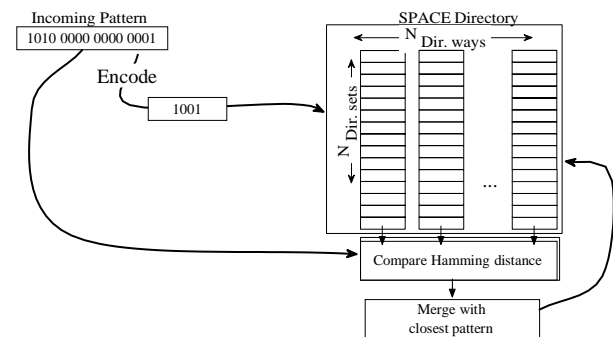 Incoming Pattern
1010 0000 0000 0001
Encode
1001
SPACE Directory
N Dir. ways
N Dir. sets
...
Compare Hamming distance
Merge with
closest pattern